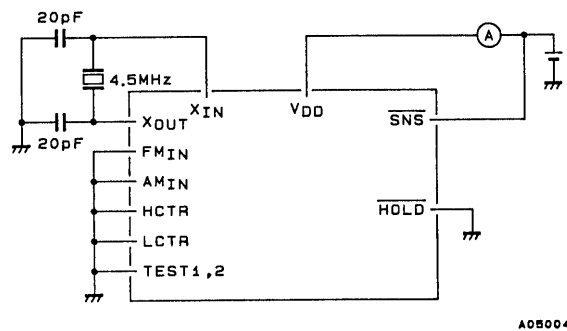 20pF
A
4.5MHz
XIN
VDD
XOUT
SNS
20pF
FMIN
AMIN
HCTR
HOLD
LCTR
TEST1,2
A05004